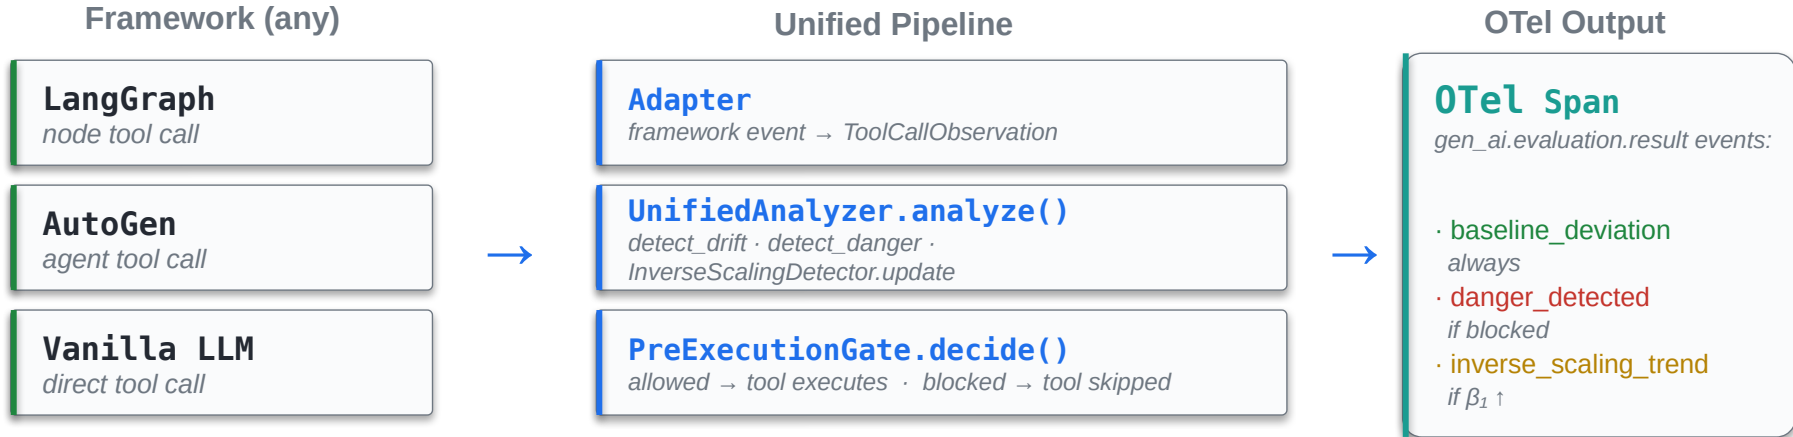 Framework (any)
LangGraph
node tool call
AutoGen
agent tool call
Vanilla LLM
direct tool call
→
Unified Pipeline
Adapter
framework event → ToolCallObservation
UnifiedAnalyzer.analyze()
detect_drift · detect_danger ·
InverseScalingDetector.update
PreExecutionGate.decide()
allowed → tool executes · blocked → tool skipped
→
OTel Output
OTel Span
gen_ai.evaluation.result events:
· baseline_deviation
always
· danger_detected
if blocked
· inverse_scaling_trend
if β₁ ↑